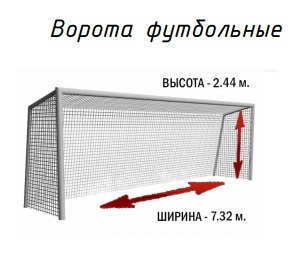 Ворота футбольные
ВЫСОТА - 2.44 м.
ШИРИНА - 7.32 м.